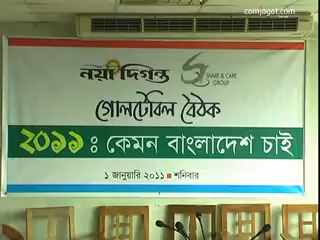 comjagat.com
নয়া দিগন্ত
SHARE & CARE
GROUP
গোলটেবিল বৈঠক
২০১১ : কেমন বাংলাদেশ চাই
১ জানুয়ারি ২০১১ • শনিবার